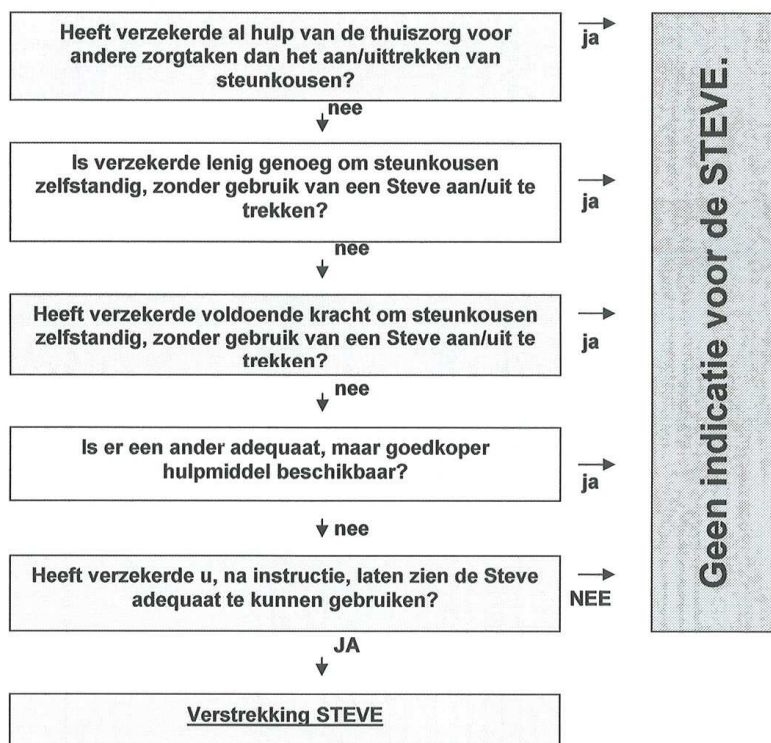 Heeft verzekerde al hulp van de thuiszorg voor
andere zorgtaken dan het aan/uittrekken van
steunkousen?
ja
nee
Is verzekerde lenig genoeg om steunkousen
zelfstandig, zonder gebruik van een Steve aan/uit te
trekken?
ja
nee
Heeft verzekerde voldoende kracht om steunkousen
zelfstandig, zonder gebruik van een Steve aan/uit te
trekken?
ja
nee
Is er een ander adequaat, maar goedkoper
hulpmiddel beschikbaar?
ja
nee
Heeft verzekerde u, na instructie, laten zien de Steve
adequaat te kunnen gebruiken?
NEE
JA
Verstrekking STEVE
Geen indicatie voor de STEVE.